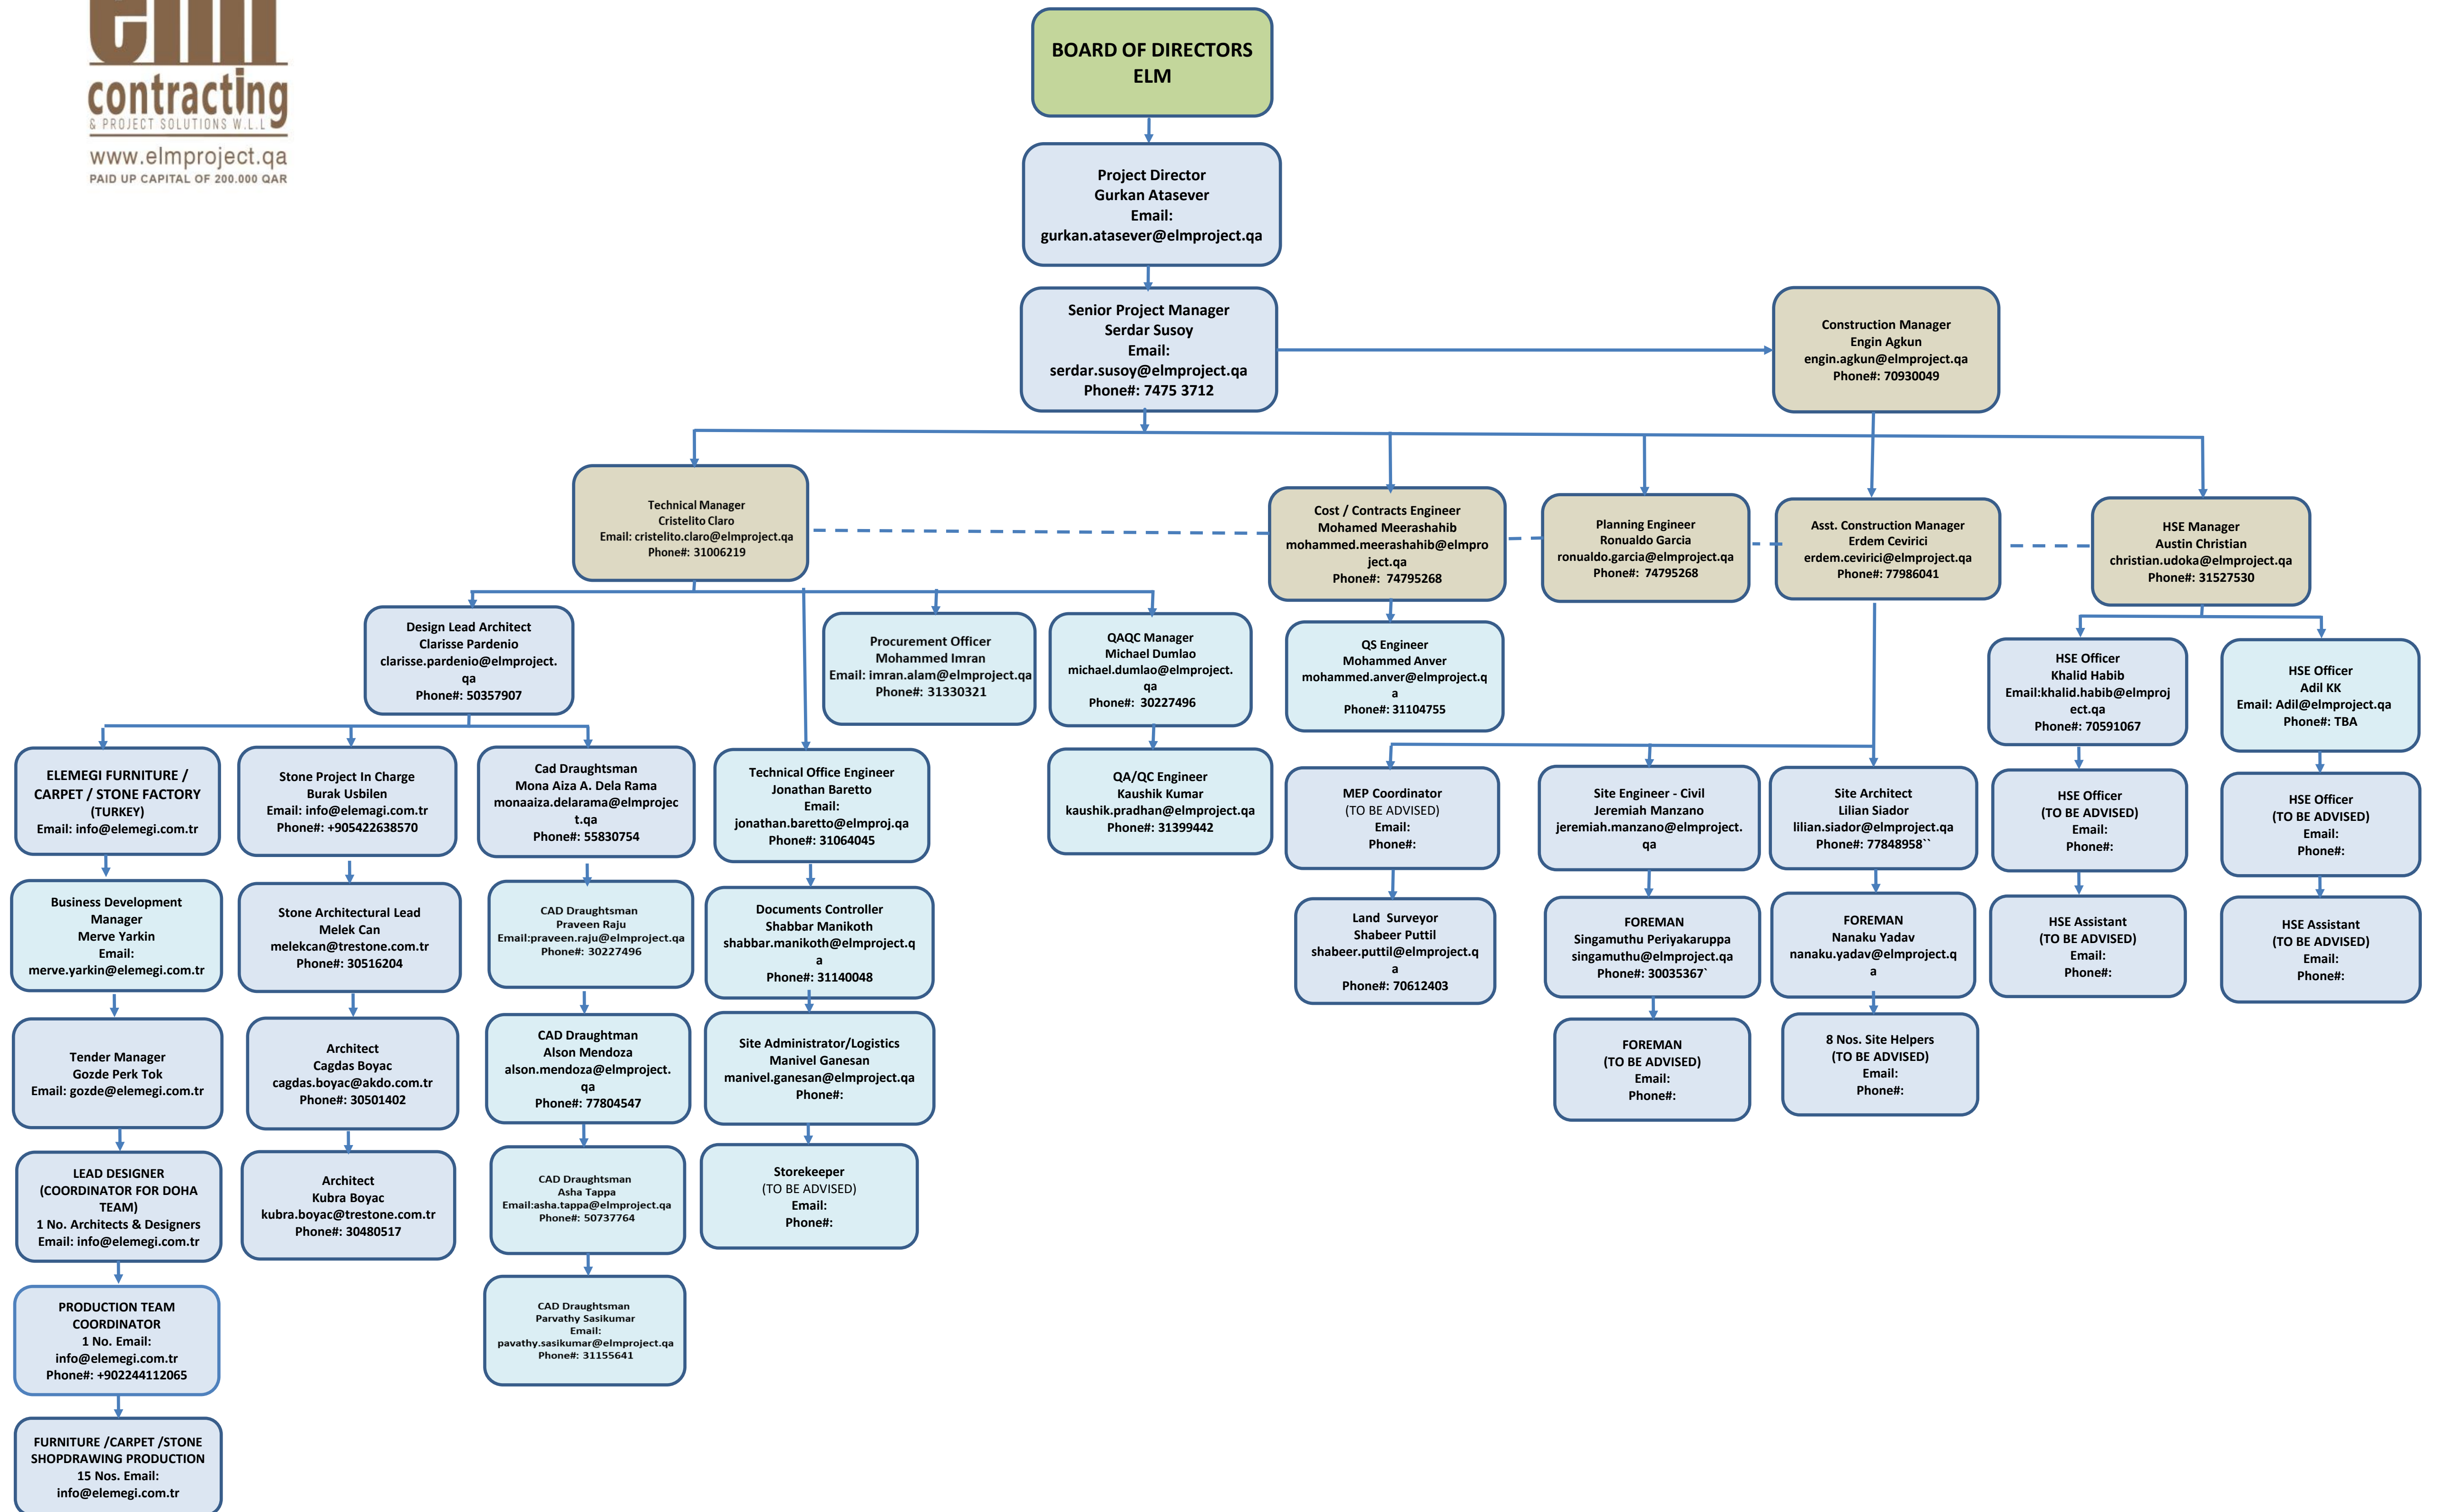 elm
contracting
& PROJECT SOLUTIONS W.L.L
www.elmproject.qa
PAID UP CAPITAL OF 200.000 QAR
BOARD OF DIRECTORS
ELM
Project Director
Gurkan Atasever
Email:
gurkan.atasever@elmproject.qa
Senior Project Manager
Serdar Susoy
Email:
serdar.susoy@elmproject.qa
Phone#: 7475 3712
Construction Manager
Engin Agkun
engin.agkun@elmproject.qa
Phone#: 70930049
Technical Manager
Cristelito Claro
Email: cristelito.claro@elmproject.qa
Phone#: 31006219
Cost / Contracts Engineer
Mohamed Meerashahib
mohammed.meerashahib@elmpro
ject.qa
Phone#: 74795268
Planning Engineer
Ronualdo Garcia
ronualdo.garcia@elmproject.qa
Phone#: 74795268
Asst. Construction Manager
Erdem Cevirici
erdem.cevirici@elmproject.qa
Phone#: 77986041
HSE Manager
Austin Christian
christian.udoka@elmproject.qa
Phone#: 31527530
Design Lead Architect
Clarisse Pardenio
clarisse.pardenio@elmproject.
qa
Phone#: 50357907
Procurement Officer
Mohammed Imran
Email: imran.alam@elmproject.qa
Phone#: 31330321
QAQC Manager
Michael Dumlao
michael.dumlao@elmproject.
qa
Phone#: 30227496
QS Engineer
Mohammed Anver
mohammed.anver@elmproject.q
a
Phone#: 31104755
HSE Officer
Khalid Habib
Email:khalid.habib@elmproj
ect.qa
Phone#: 70591067
HSE Officer
Adil KK
Email: Adil@elmproject.qa
Phone#: TBA
ELEMEGI FURNITURE /
CARPET / STONE FACTORY
(TURKEY)
Email: info@elemegi.com.tr
Stone Project In Charge
Burak Usbilen
Email: info@elemagi.com.tr
Phone#: +905422638570
Cad Draughtsman
Mona Aiza A. Dela Rama
monaaiza.delarama@elmprojec
t.qa
Phone#: 55830754
Technical Office Engineer
Jonathan Baretto
Email:
jonathan.baretto@elmproj.qa
Phone#: 31064045
QA/QC Engineer
Kaushik Kumar
kaushik.pradhan@elmproject.qa
Phone#: 31399442
MEP Coordinator
(TO BE ADVISED)
Email:
Phone#:
Site Engineer - Civil
Jeremiah Manzano
jeremiah.manzano@elmproject.
qa
Site Architect
Lilian Siador
lilian.siador@elmproject.qa
Phone#: 77848958``
HSE Officer
(TO BE ADVISED)
Email:
Phone#:
HSE Officer
(TO BE ADVISED)
Email:
Phone#:
Business Development
Manager
Merve Yarkin
Email:
merve.yarkin@elemegi.com.tr
Stone Architectural Lead
Melek Can
melekcan@trestone.com.tr
Phone#: 30516204
CAD Draughtsman
Praveen Raju
Email:praveen.raju@elmproject.qa
Phone#: 30227496
Documents Controller
Shabbar Manikoth
shabbar.manikoth@elmproject.q
a
Phone#: 31140048
Land Surveyor
Shabeer Puttil
shabeer.puttil@elmproject.q
a
Phone#: 70612403
FOREMAN
Singamuthu Periyakaruppa
singamuthu@elmproject.qa
Phone#: 30035367`
FOREMAN
Nanaku Yadav
nanaku.yadav@elmproject.q
a
HSE Assistant
(TO BE ADVISED)
Email:
Phone#:
HSE Assistant
(TO BE ADVISED)
Email:
Phone#:
Tender Manager
Gozde Perk Tok
Email: gozde@elemegi.com.tr
Architect
Cagdas Boyac
cagdas.boyac@akdo.com.tr
Phone#: 30501402
CAD Draughtman
Alson Mendoza
alson.mendoza@elmproject.
qa
Phone#: 77804547
Site Administrator/Logistics
Manivel Ganesan
manivel.ganesan@elmproject.qa
Phone#:
FOREMAN
(TO BE ADVISED)
Email:
Phone#:
8 Nos. Site Helpers
(TO BE ADVISED)
Email:
Phone#:
LEAD DESIGNER
(COORDINATOR FOR DOHA
TEAM)
1 No. Architects & Designers
Email: info@elemegi.com.tr
Architect
Kubra Boyac
kubra.boyac@trestone.com.tr
Phone#: 30480517
CAD Draughtsman
Asha Tappa
Email:asha.tappa@elmproject.qa
Phone#: 50737764
Storekeeper
(TO BE ADVISED)
Email:
Phone#:
PRODUCTION TEAM
COORDINATOR
1 No. Email:
info@elemegi.com.tr
Phone#: +902244112065
CAD Draughtsman
Parvathy Sasikumar
Email:
pavathy.sasikumar@elmproject.qa
Phone#: 31155641
FURNITURE /CARPET /STONE
SHOPDRAWING PRODUCTION
15 Nos. Email:
info@elemegi.com.tr